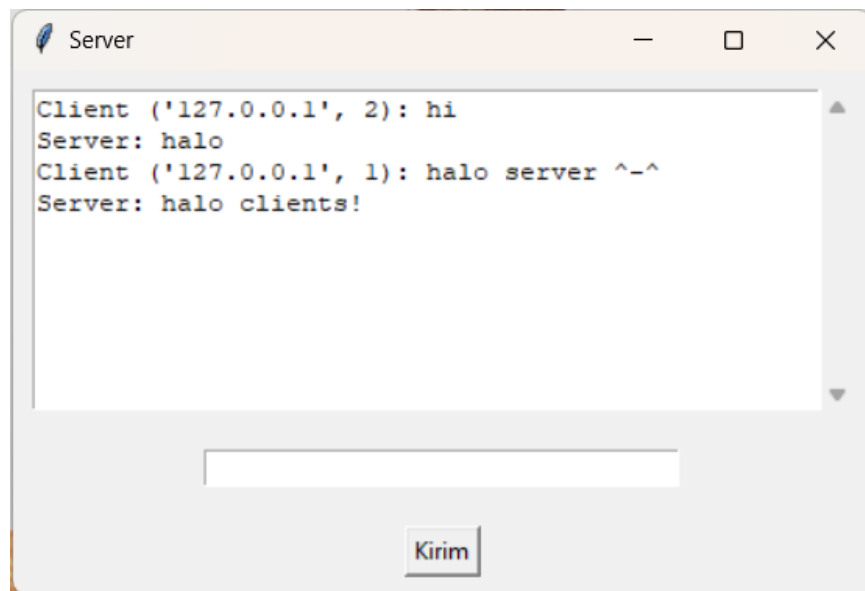 Server
Client ('127.0.0.1', 2): hi
Server: halo
Client ('127.0.0.1', 1): halo server ^-^
Server: halo clients!
Kirim